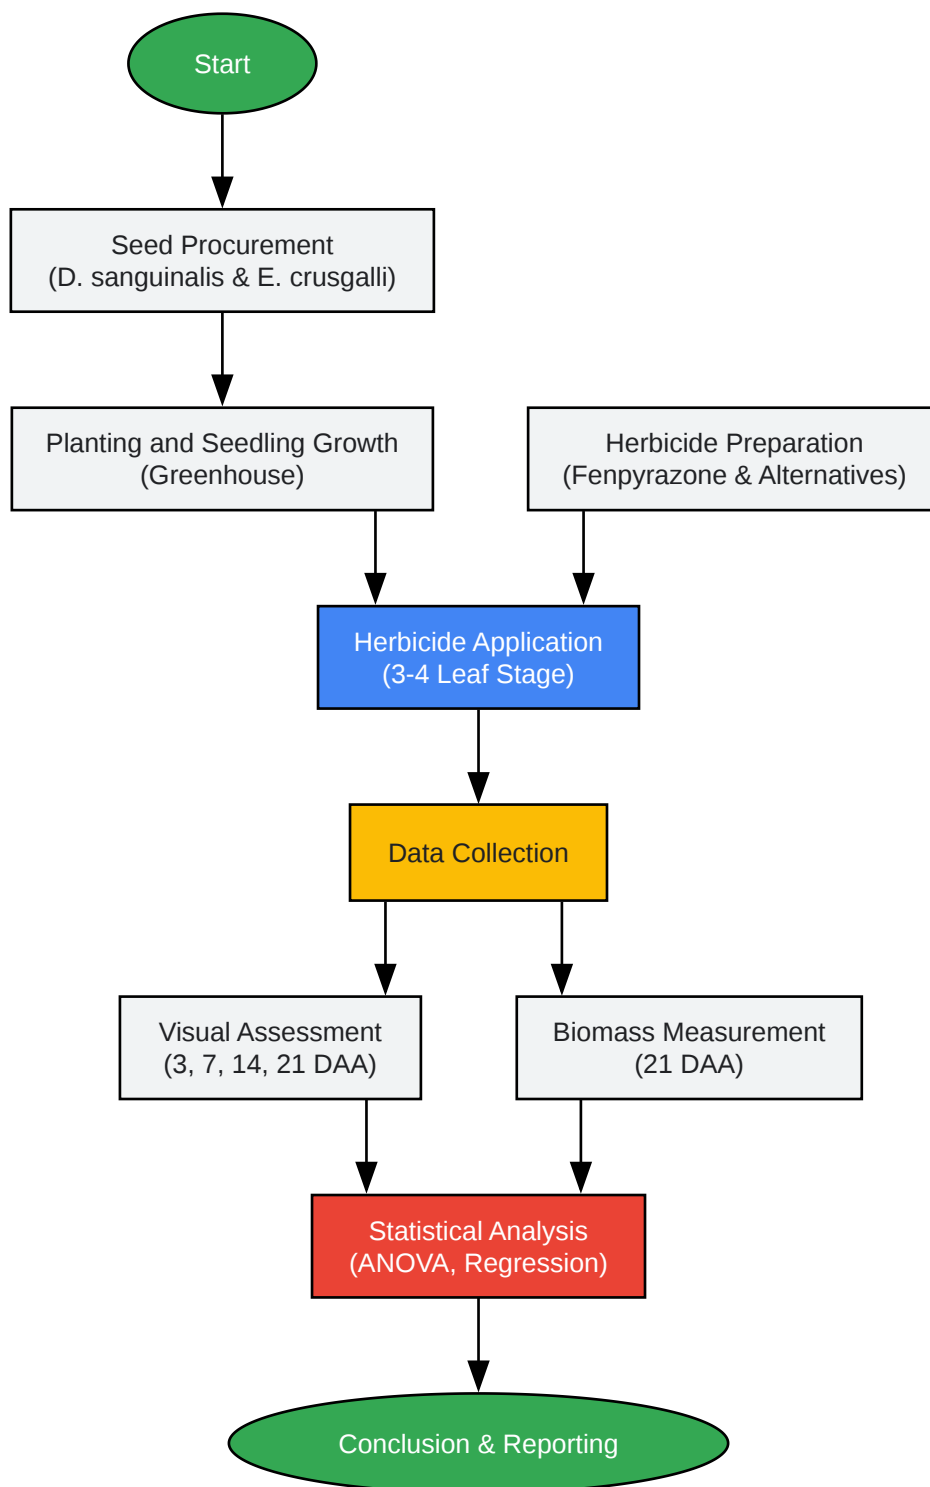 Start
Seed Procurement
(D. sanguinalis & E. crusgalli)
Planting and Seedling Growth
(Greenhouse)
Herbicide Preparation
(Fenpyrazone & Alternatives)
Herbicide Application
(3-4 Leaf Stage)
Data Collection
Visual Assessment
(3, 7, 14, 21 DAA)
Biomass Measurement
(21 DAA)
Statistical Analysis
(ANOVA, Regression)
Conclusion & Reporting